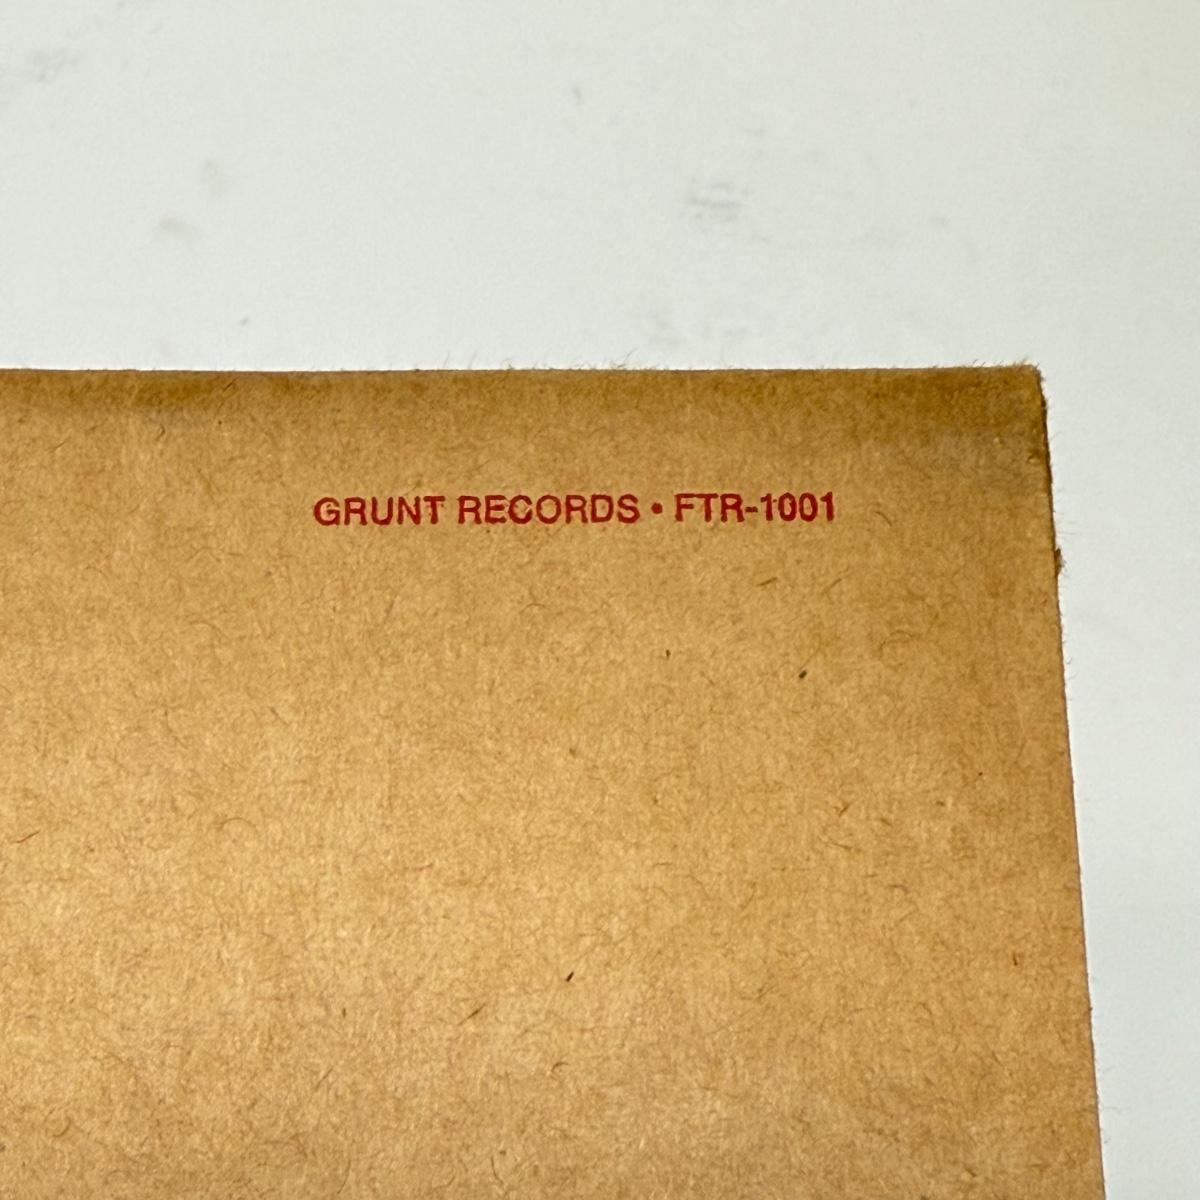 GRUNT RECORDS • FTR-1001